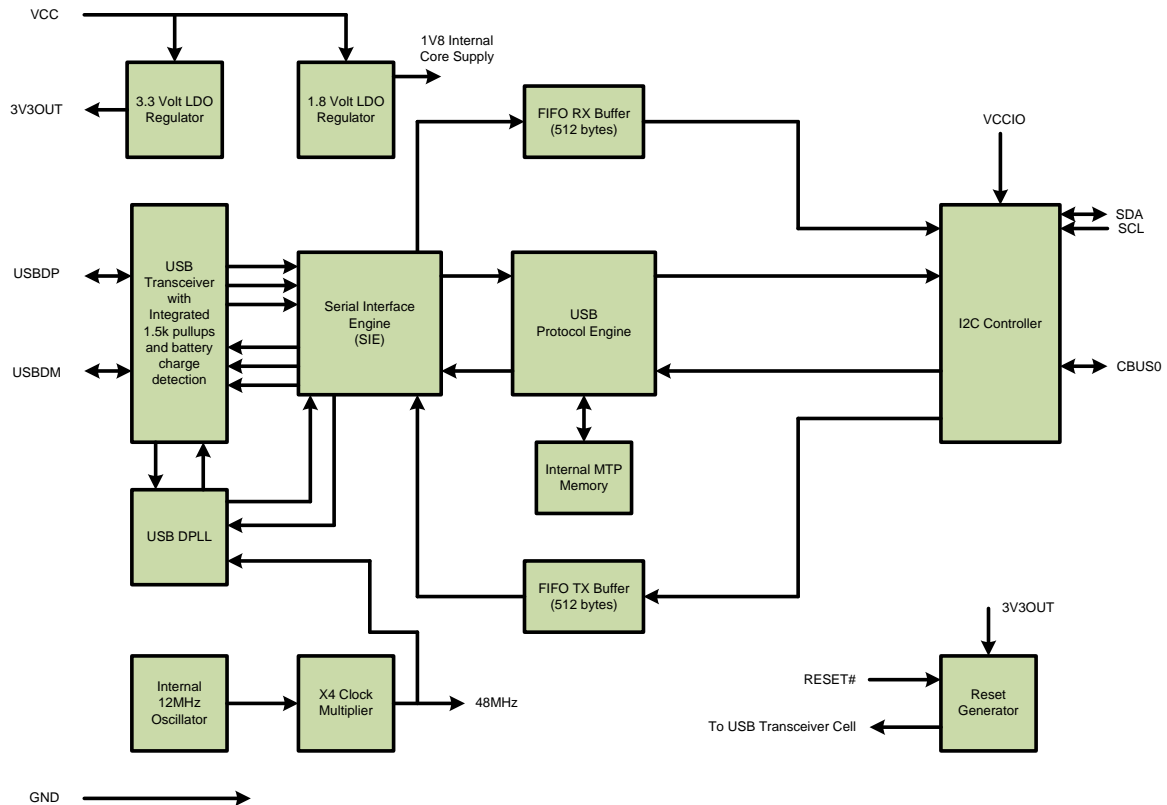 VCC
1V8 Internal
Core Supply
3V3OUT
3.3 Volt LDO
Regulator
1.8 Volt LDO
Regulator
FIFO RX Buffer
(512 bytes)
VCCIO
SDA
SCL
USBDP
USB
Transceiver
with
Integrated
1.5k pullups
and battery
charge
detection
Serial Interface
Engine
(SIE)
USB
Protocol Engine
I2C Controller
USBDM
CBUS0
Internal MTP
Memory
USB DPLL
FIFO TX Buffer
(512 bytes)
3V3OUT
Internal
12MHz
Oscillator
X4 Clock
Multiplier
48MHz
RESET#
Reset
Generator
To USB Transceiver Cell
GND